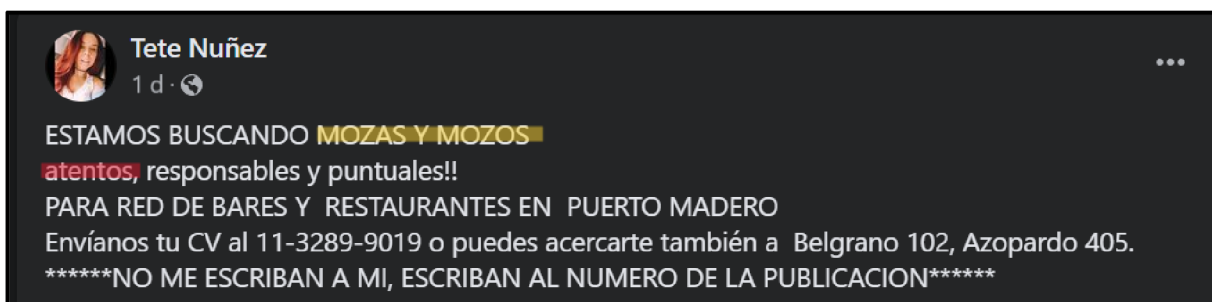 Tete Nuñez
1 d ·
ESTAMOS BUSCANDO MOZAS Y MOZOS
atentos, responsables y puntuales!!
PARA RED DE BARES Y RESTAURANTES EN PUERTO MADERO
Envíanos tu CV al 11-3289-9019 o puedes acercarte también a Belgrano 102, Azopardo 405.
******NO ME ESCRIBAN A MI, ESCRIBAN AL NUMERO DE LA PUBLICACION******